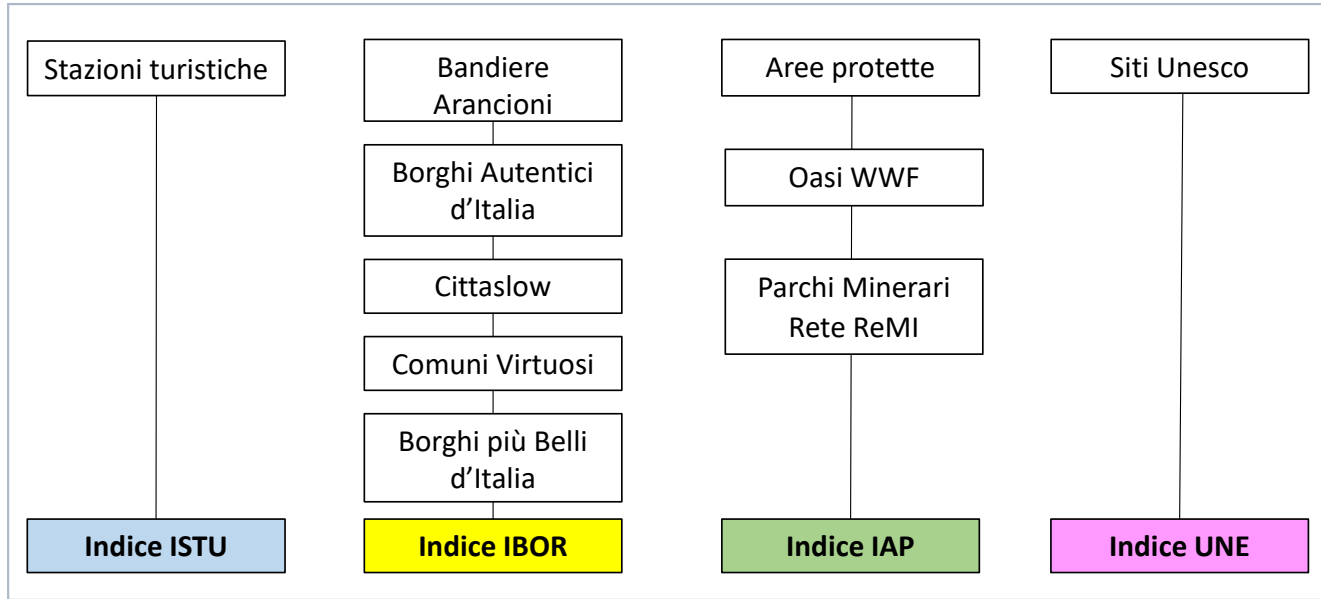 Stazioni turistiche
Bandiere
Arancioni
Borghi Autentici
d’Italia
Cittaslow
Comuni Virtuosi
Borghi più Belli
d’Italia
Aree protette
Oasi WWF
Parchi Minerari
Rete ReMI
Siti Unesco
Indice ISTU
Indice IBOR
Indice IAP
Indice UNE